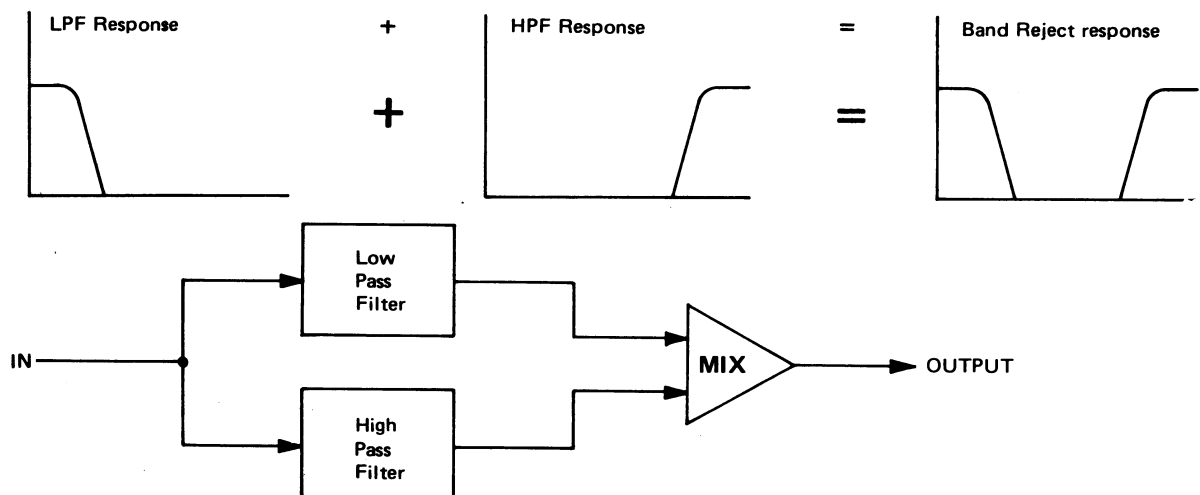 LPF Response + HPF Response = Band Reject response
+ =
Low
Pass
Filter
IN
MIX
OUTPUT
High
Pass
Filter